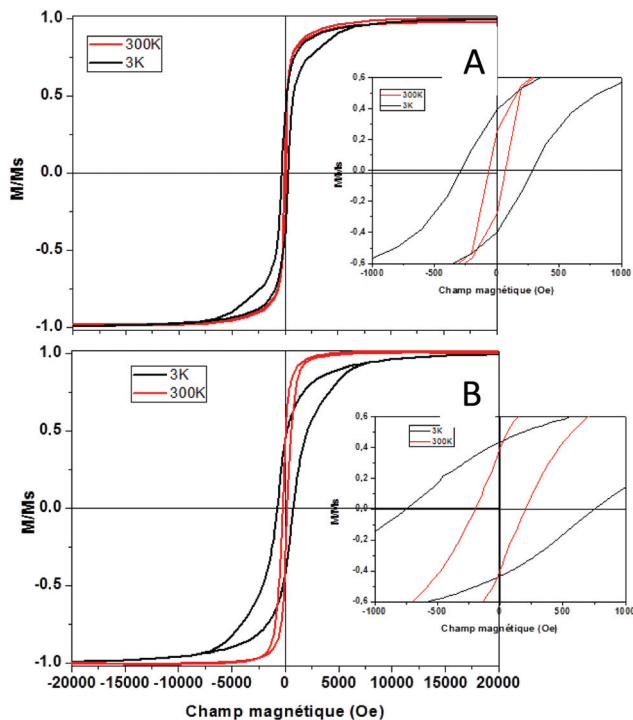 M/Ms
1.0
0.5
0.0
-0.5
-1.0
300K
3K
A
M/Ms
0,6
0,4
0,2
0,0
-0,2
-0,4
-0,6
300K
3K
-1000 -500 0 500 1000
Champ magnétique (Oe)
M/Ms
1.0
0.5
0.0
-0.5
-1.0
3K
300K
B
M/Ms
0,6
0,4
0,2
0,0
-0,2
-0,4
-0,6
3K
300K
-1000 -500 0 500 1000
Champ magnétique (Oe)
-20000 -15000 -10000 -5000 0 5000 10000 15000 20000
Champ magnétique (Oe)